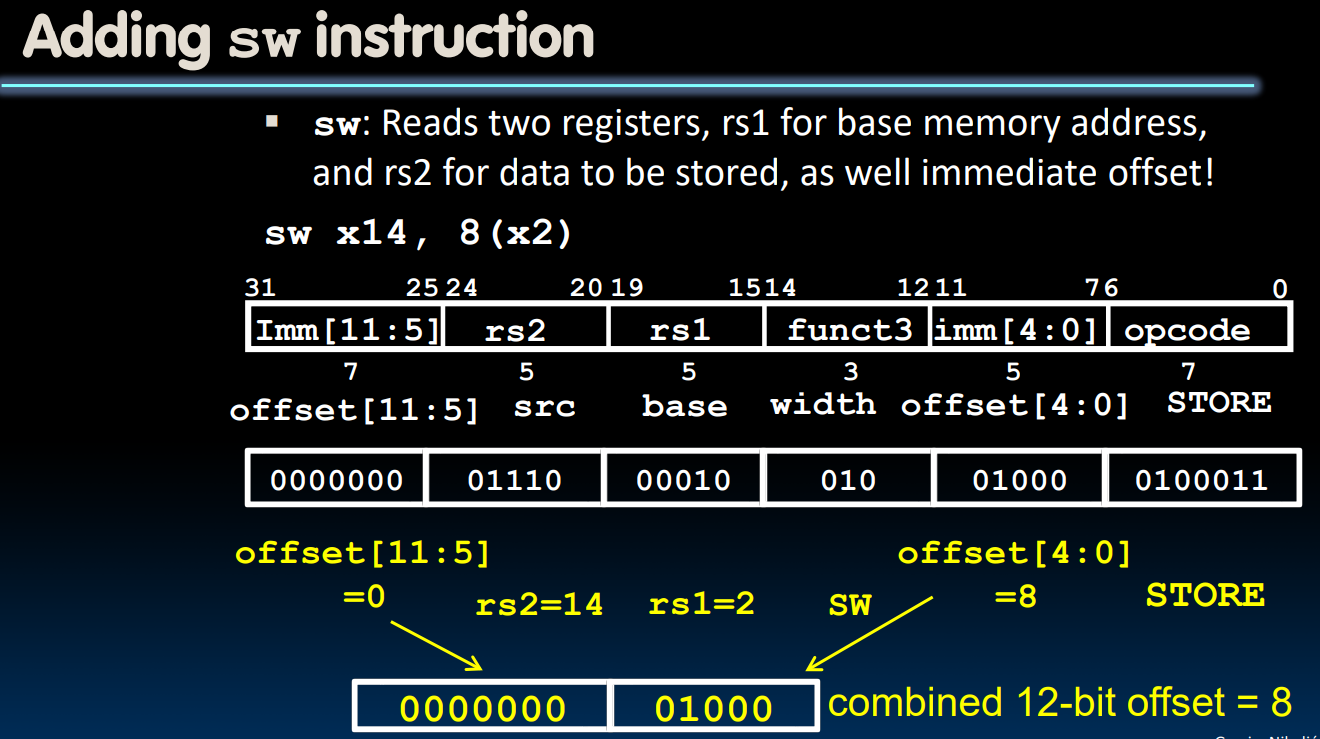 Adding sw instruction
▪ sw: Reads two registers, rs1 for base memory address,
and rs2 for data to be stored, as well immediate offset!
sw x14, 8(x2)
31 25 24 20 19 15 14 12 11 7 6 0
Imm[11:5] rs2 rs1 funct3 imm[4:0] opcode
7 5 5 3 5 7
offset[11:5] src base width offset[4:0] STORE
0000000 01110 00010 010 01000 0100011
offset[11:5] offset[4:0]
=0 rs2=14 rs1=2 SW =8 STORE
0000000 01000 combined 12-bit offset = 8